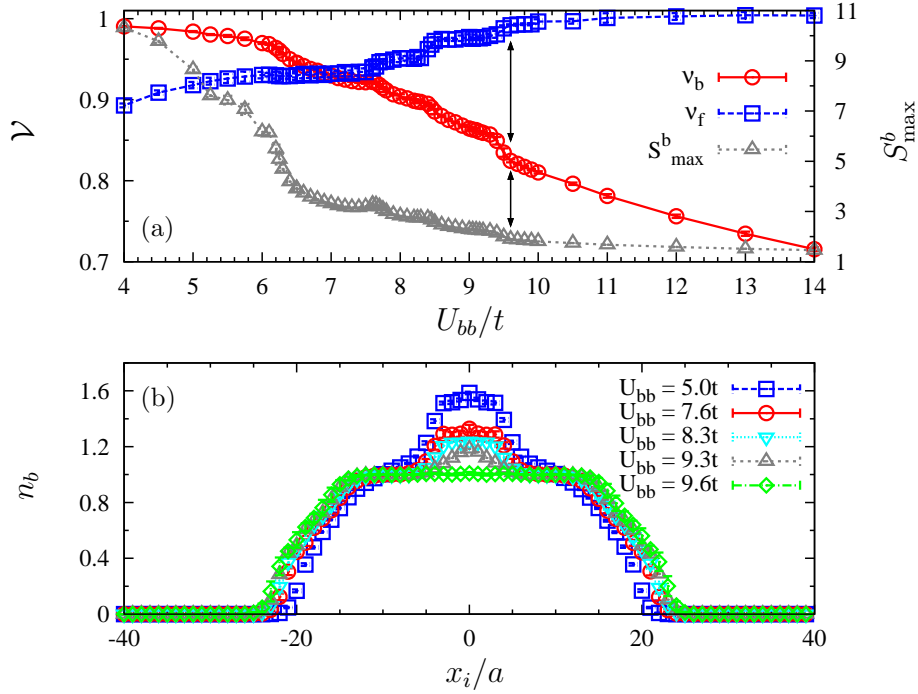 1
0.9
0.8
0.7
𝒱
11
9
7
5
3
1
S^b_max
ν_b
ν_f
S^b_max
(a)
4 5 6 7 8 9 10 11 12 13 14
U_bb/t
1.6
1.2
0.8
0.4
0
n_b
(b)
U_bb = 5.0t
U_bb = 7.6t
U_bb = 8.3t
U_bb = 9.3t
U_bb = 9.6t
-40 -20 0 20 40
x_i/a